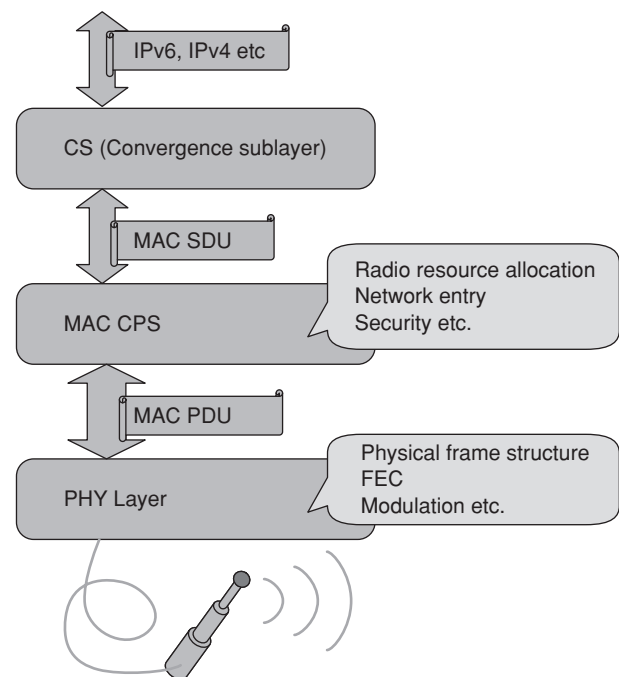 IPv6, IPv4 etc
CS (Convergence sublayer)
MAC SDU
Radio resource allocation
Network entry
Security etc.
MAC CPS
MAC PDU
Physical frame structure
FEC
Modulation etc.
PHY Layer